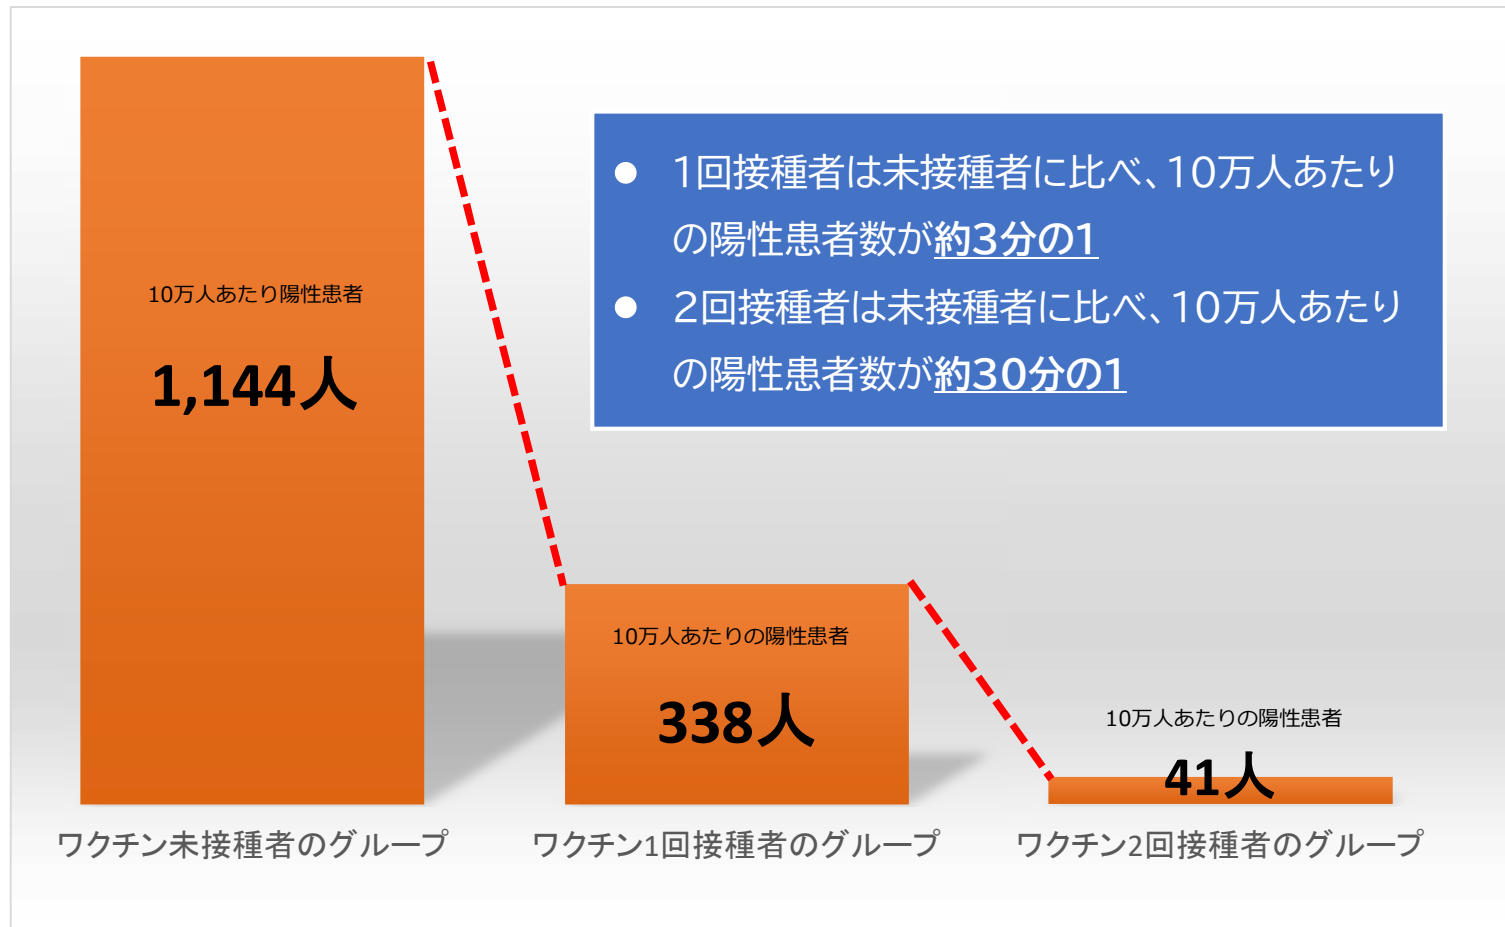 ● 1回接種者は未接種者に比べ、10万人あたり
の陽性患者数が約3分の1
● 2回接種者は未接種者に比べ、10万人あたり
の陽性患者数が約30分の1
10万人あたり陽性患者
1,144人
10万人あたりの陽性患者
338人
10万人あたりの陽性患者
41人
ワクチン未接種者のグループ
ワクチン1回接種者のグループ
ワクチン2回接種者のグループ